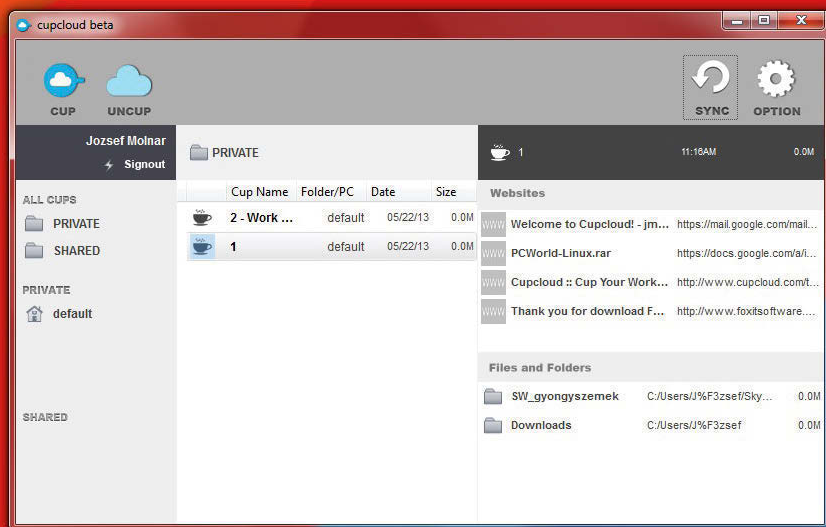 cupcloud beta
CUP
UNCUP
SYNC
OPTION
Jozsef Molnar
Signout
PRIVATE
1 11:16AM 0.0M
ALL CUPS
PRIVATE
SHARED
PRIVATE
default
SHARED
Cup Name Folder/PC Date Size
2 - Work ... default 05/22/13 0.0M
1 default 05/22/13 0.0M
Websites
WWW Welcome to Cupcloud! - jm... https://mail.google.com/mail...
WWW PCWorld-Linux.rar https://docs.google.com/a/i...
WWW Cupcloud :: Cup Your Work... http://www.cupcloud.com/t...
WWW Thank you for download F... http://www.foxitsoftware....
Files and Folders
SW_gyongyszemek C:/Users/J%F3zsef/Sky... 0.0M
Downloads C:/Users/J%F3zsef 0.0M